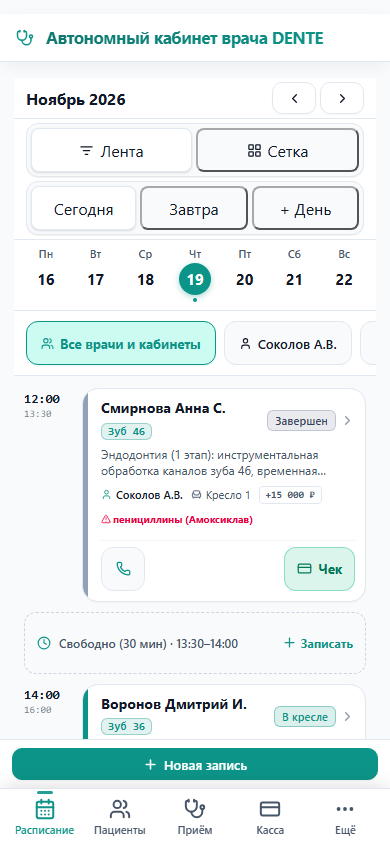 Автономный кабинет врача DENTE
Ноябрь 2026
Лента
Сетка
Сегодня
Завтра
+ День
Пн Вт Ср Чт Пт Сб Вс
16 17 18 19 20 21 22
Все врачи и кабинеты
Соколов А.В.
12:00
13:30
Смирнова Анна С.
Зуб 46
Завершен
Эндодонтия (1 этап): инструментальная
обработка каналов зуба 46, временная...
Соколов А.В. Кресло 1 +15 000 ₽
пенициллины (Амоксиклав)
Чек
Свободно (30 мин) · 13:30–14:00
+ Записать
14:00
16:00
Воронов Дмитрий И.
Зуб 36
В кресле
+ Новая запись
Расписание Пациенты Приём Касса Ещё